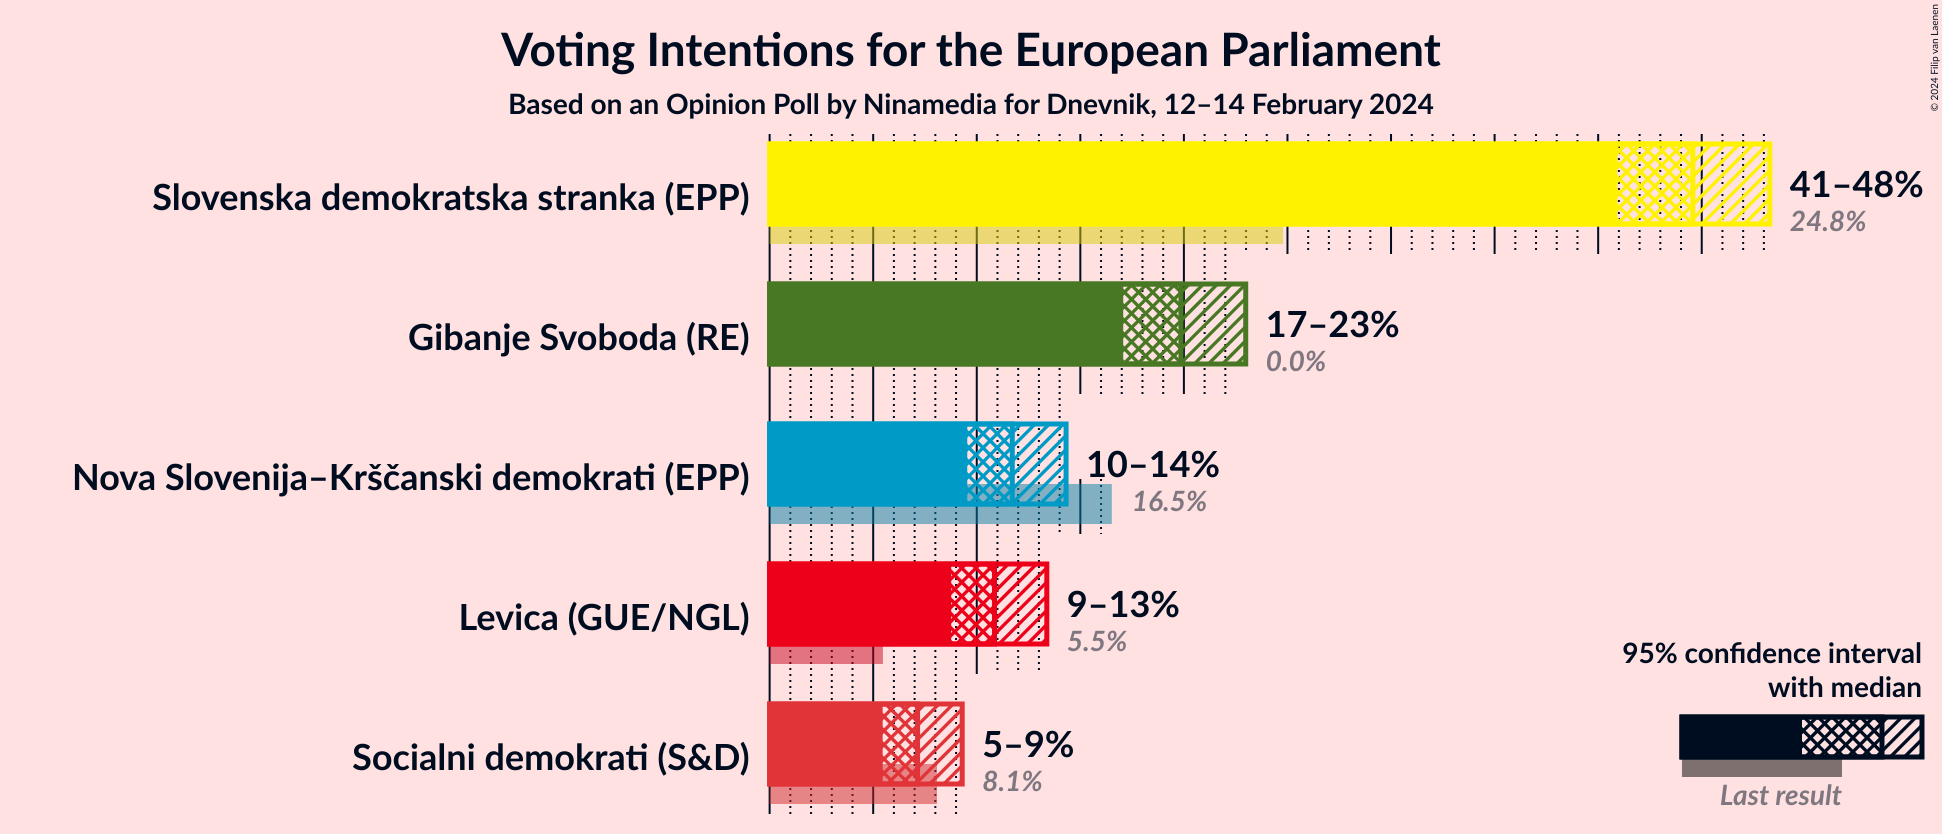 Voting Intentions for the European Parliament
Based on an Opinion Poll by Ninamedia for Dnevnik, 12–14 February 2024
© 2024 Filip van Laenen
Slovenska demokratska stranka (EPP)
41–48%
24.8%
Gibanje Svoboda (RE)
17–23%
0.0%
Nova Slovenija–Krščanski demokrati (EPP)
10–14%
16.5%
Levica (GUE/NGL)
9–13%
5.5%
Socialni demokrati (S&D)
5–9%
8.1%
95% confidence interval
with median
Last result